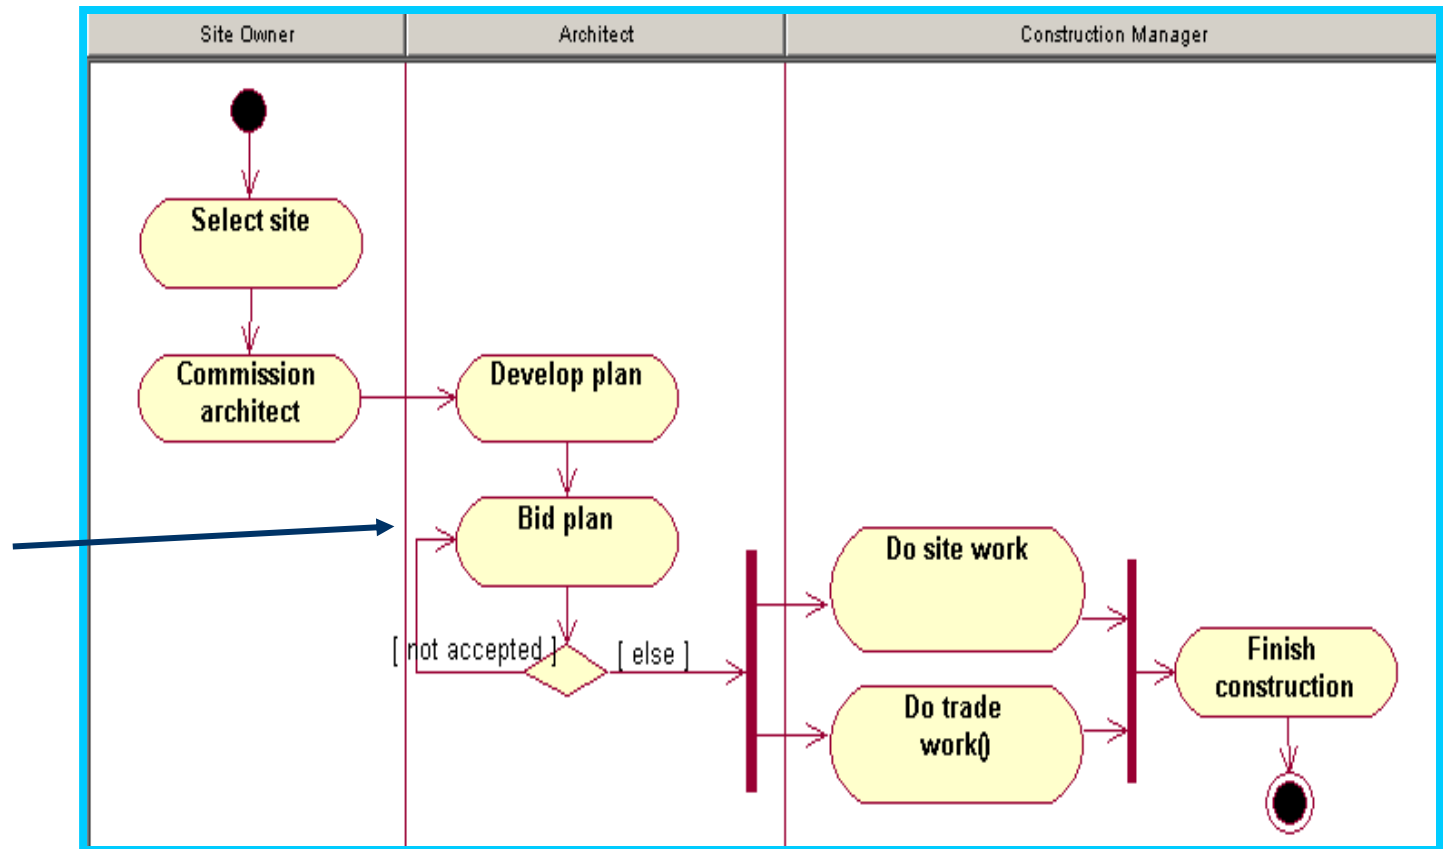 Site Owner
Architect
Construction Manager
Select site
Commission
architect
Develop plan
Bid plan
[ not accepted ]
[ else ]
Do site work
Do trade
work()
Finish
construction